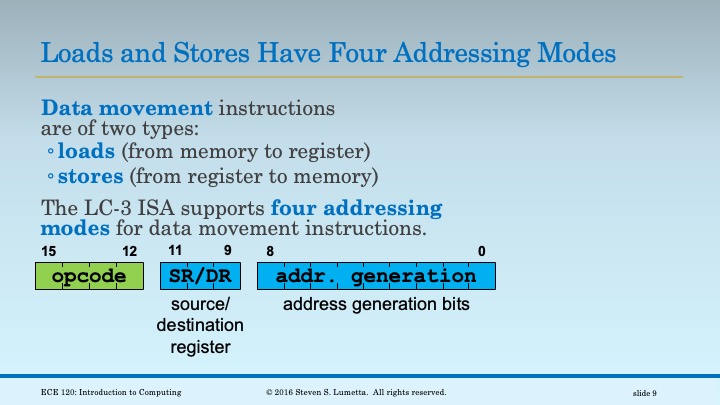 Loads and Stores Have Four Addressing Modes
Data movement instructions
are of two types:
◦ loads (from memory to register)
◦ stores (from register to memory)
The LC-3 ISA supports four addressing
modes for data movement instructions.
15 12 11 9 8 0
opcode SR/DR addr. generation
source/ address generation bits
destination
register
ECE 120: Introduction to Computing © 2016 Steven S. Lumetta. All rights reserved. slide 9